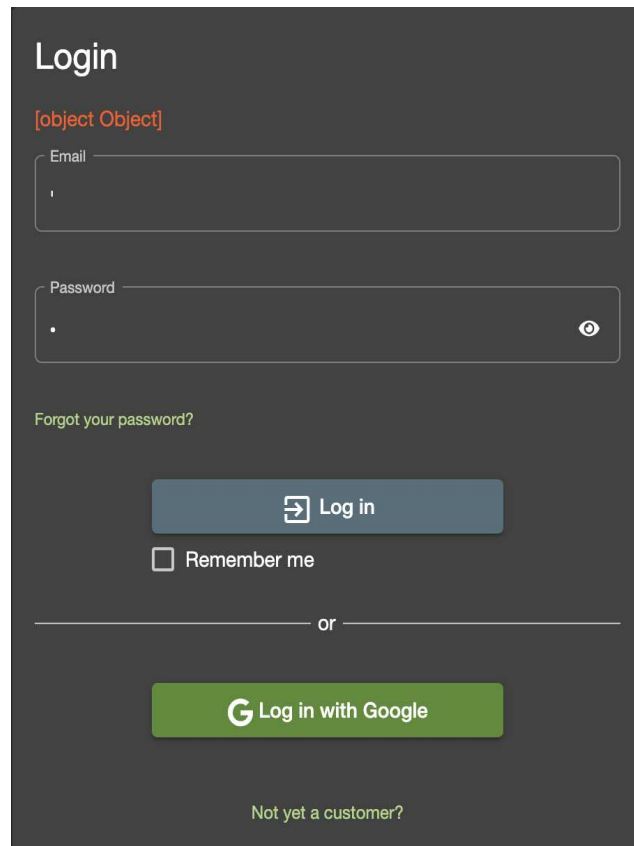 Login
[object Object]
Email
'
Password
•
Forgot your password?
Log in
Remember me
or
G Log in with Google
Not yet a customer?